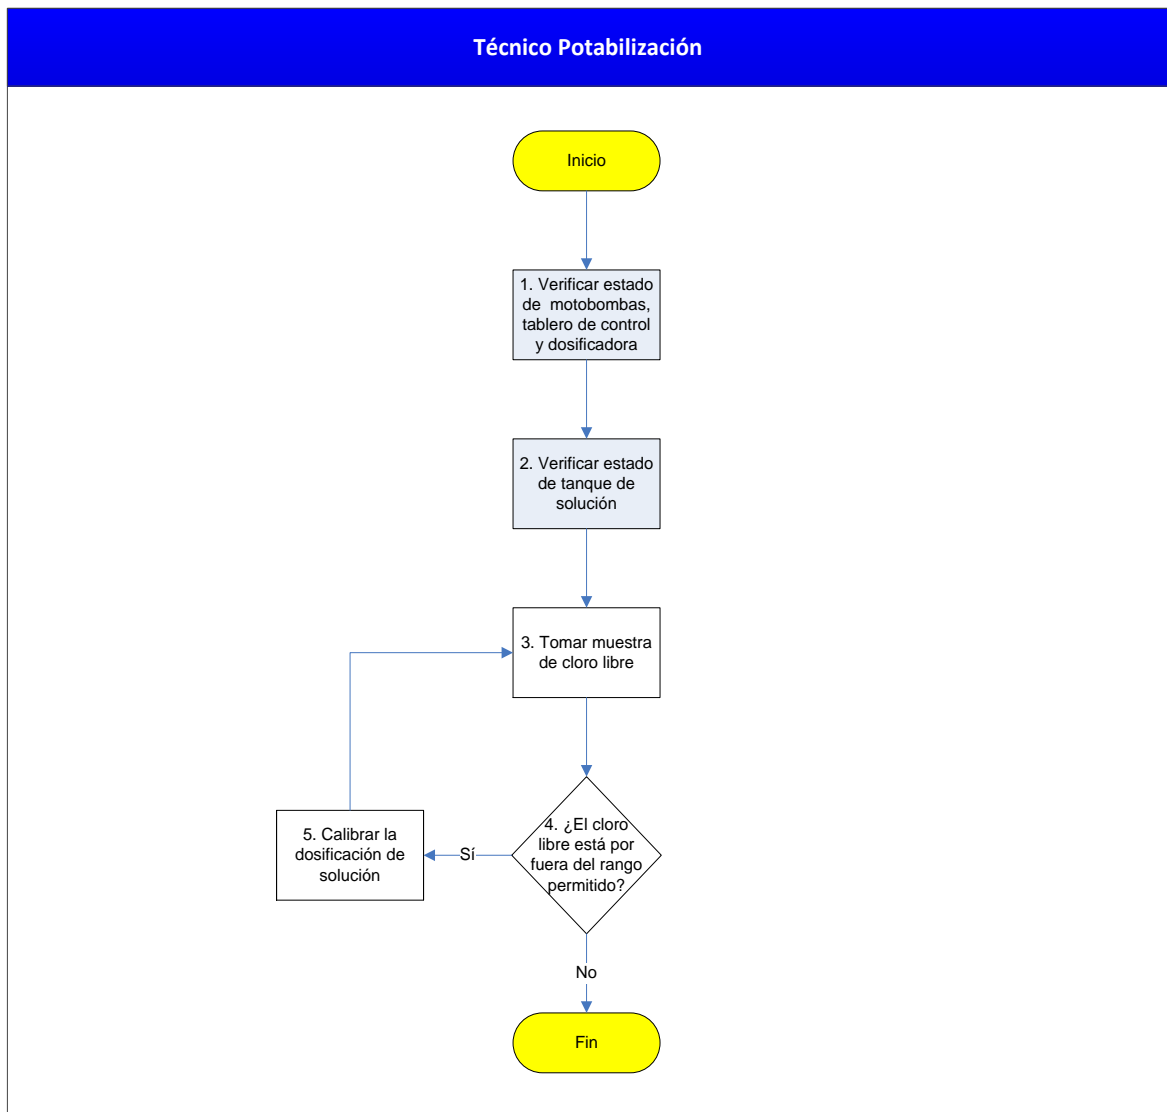 Técnico Potabilización
Inicio
1. Verificar estado
de motobombas,
tablero de control
y dosificadora
2. Verificar estado
de tanque de
solución
3. Tomar muestra
de cloro libre
4. ¿El cloro
libre está por
fuera del rango
permitido?
Sí
5. Calibrar la
dosificación de
solución
No
Fin